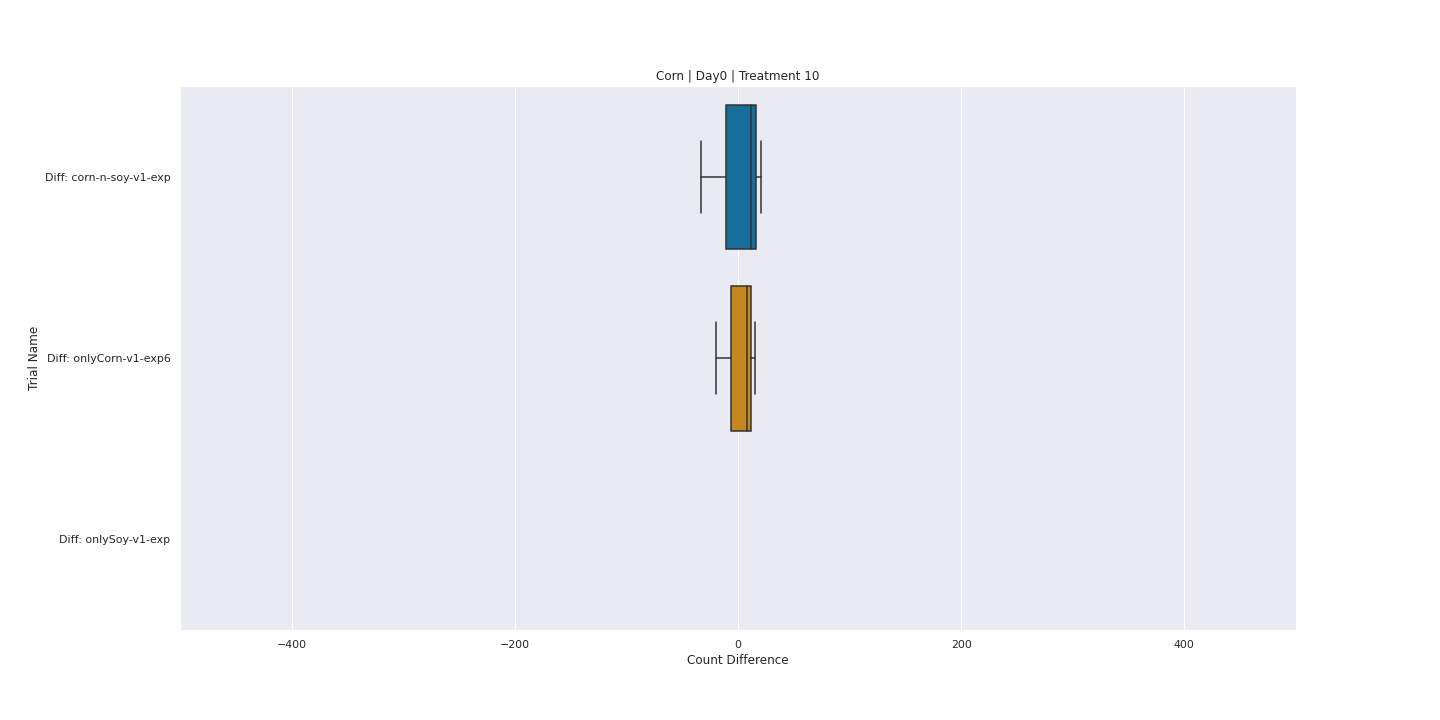 Corn | Day0 | Treatment 10
Trial Name
Diff: corn-n-soy-v1-exp
Diff: onlyCorn-v1-exp6
Diff: onlySoy-v1-exp
−400
−200
0
200
400
Count Difference